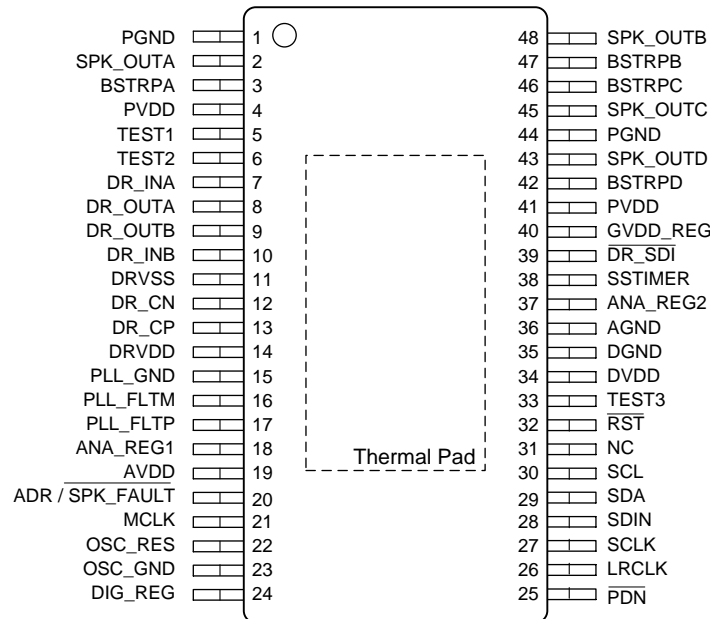 PGND 1 48 SPK_OUTB
SPK_OUTA 2 47 BSTRPB
BSTRPA 3 46 BSTRPC
PVDD 4 45 SPK_OUTC
TEST1 5 44 PGND
TEST2 6 43 SPK_OUTD
DR_INA 7 42 BSTRPD
DR_OUTA 8 41 PVDD
DR_OUTB 9 40 GVDD_REG
DR_INB 10 39 DR_SDI
DRVSS 11 38 SSTIMER
DR_CN 12 37 ANA_REG2
DR_CP 13 36 AGND
DRVDD 14 35 DGND
PLL_GND 15 34 DVDD
PLL_FLTM 16 33 TEST3
PLL_FLTP 17 32 RST
ANA_REG1 18 Thermal Pad 31 NC
AVDD 19 30 SCL
ADR / SPK_FAULT 20 29 SDA
MCLK 21 28 SDIN
OSC_RES 22 27 SCLK
OSC_GND 23 26 LRCLK
DIG_REG 24 25 PDN